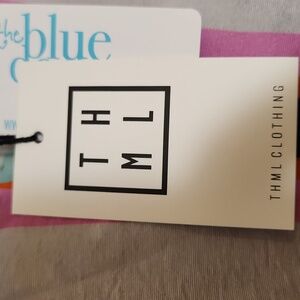 the blue
TH
ML
THML CLOTHING